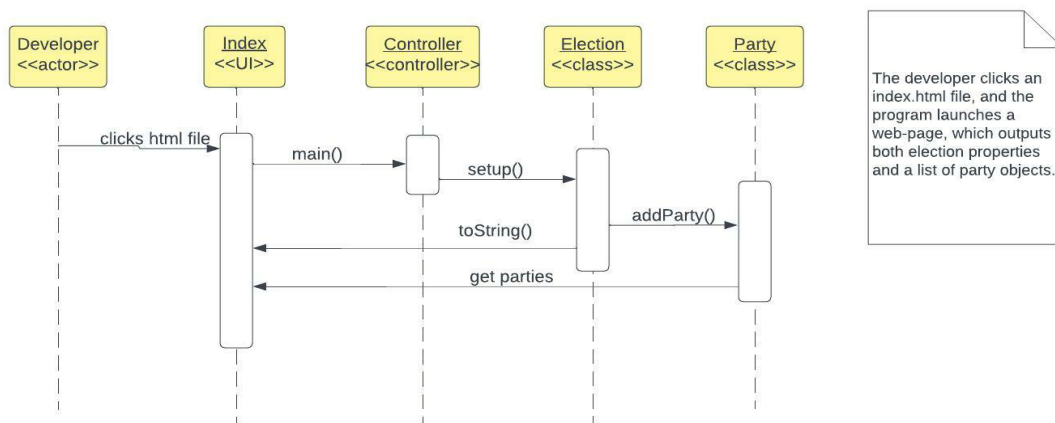 Developer
<<actor>>
Index
<<UI>>
Controller
<<controller>>
Election
<<class>>
Party
<<class>>
The developer clicks an
index.html file, and the
program launches a
web-page, which outputs
both election properties
and a list of party objects.
clicks html file
main()
setup()
addParty()
toString()
get parties